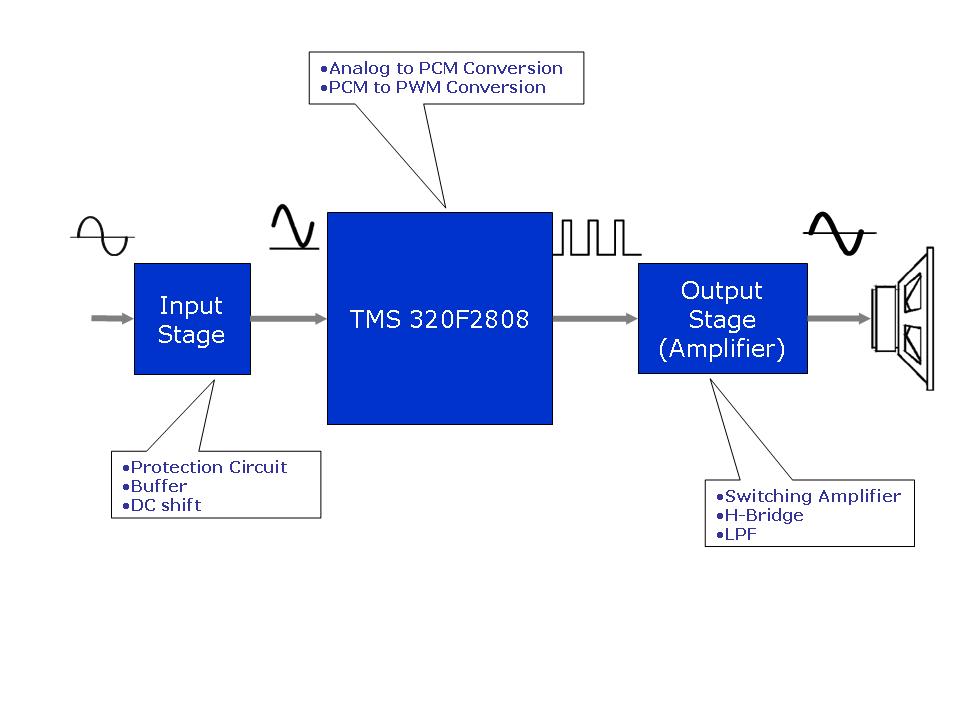 •Analog to PCM Conversion
•PCM to PWM Conversion
Input
Stage
TMS 320F2808
Output
Stage
(Amplifier)
•Protection Circuit
•Buffer
•DC shift
•Switching Amplifier
•H-Bridge
•LPF